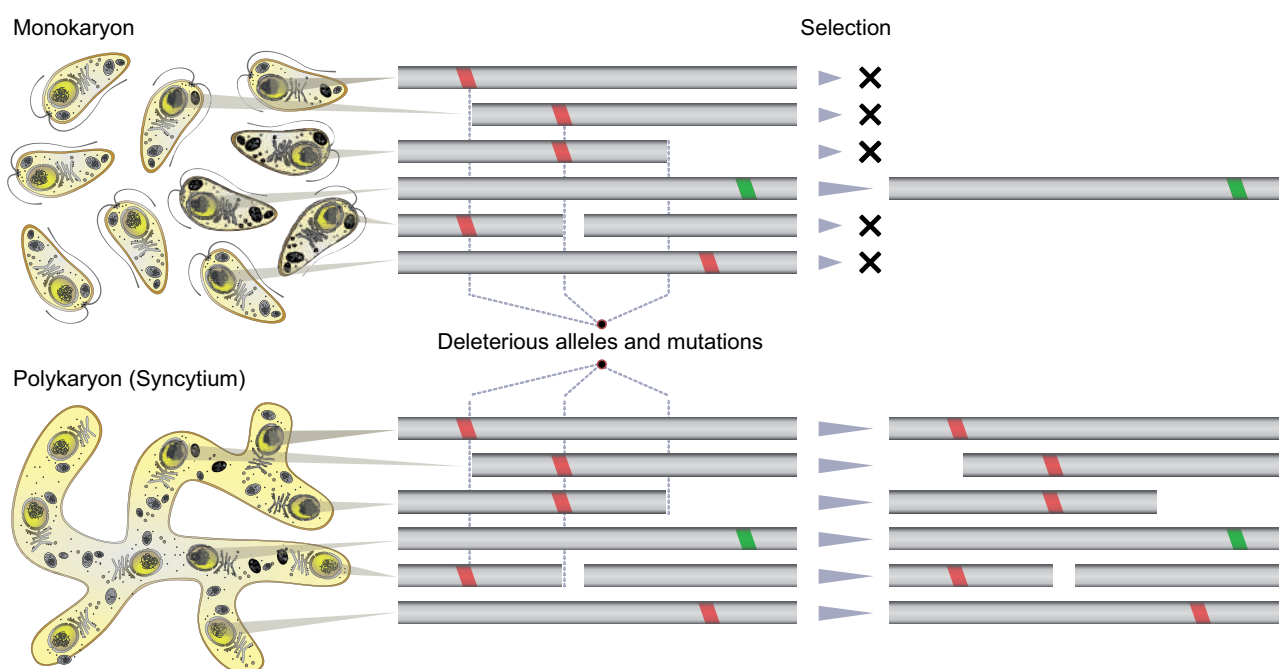 Monokaryon
Selection
Deleterious alleles and mutations
Polykaryon (Syncytium)